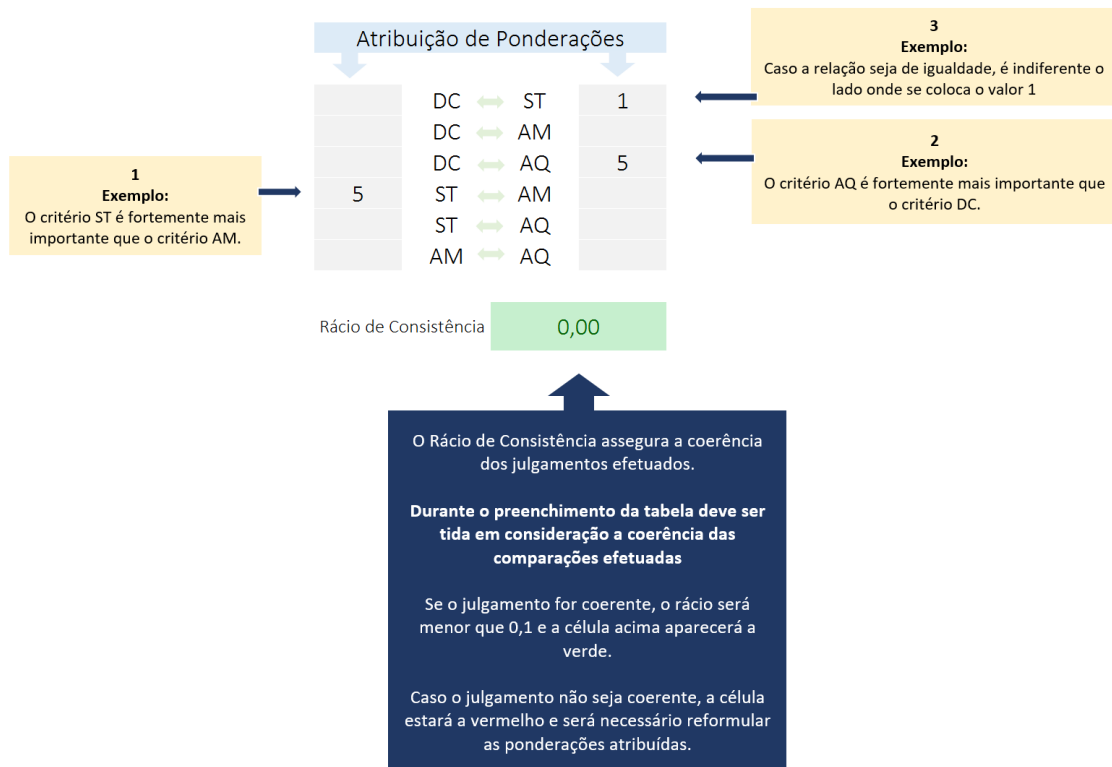 Atribuição de Ponderações
3
Exemplo:
Caso a relação seja de igualdade, é indiferente o
lado onde se coloca o valor 1
DC ST 1
DC AM
2
Exemplo:
O critério AQ é fortemente mais importante que
o critério DC.
DC AQ 5
1
Exemplo:
O critério ST é fortemente mais
importante que o critério AM.
5 ST AM
ST AQ
AM AQ
Rácio de Consistência 0,00
O Rácio de Consistência assegura a coerência
dos julgamentos efetuados.
Durante o preenchimento da tabela deve ser
tida em consideração a coerência das
comparações efetuadas
Se o julgamento for coerente, o rácio será
menor que 0,1 e a célula acima aparecerá a
verde.
Caso o julgamento não seja coerente, a célula
estará a vermelho e será necessário reformular
as ponderações atribuídas.